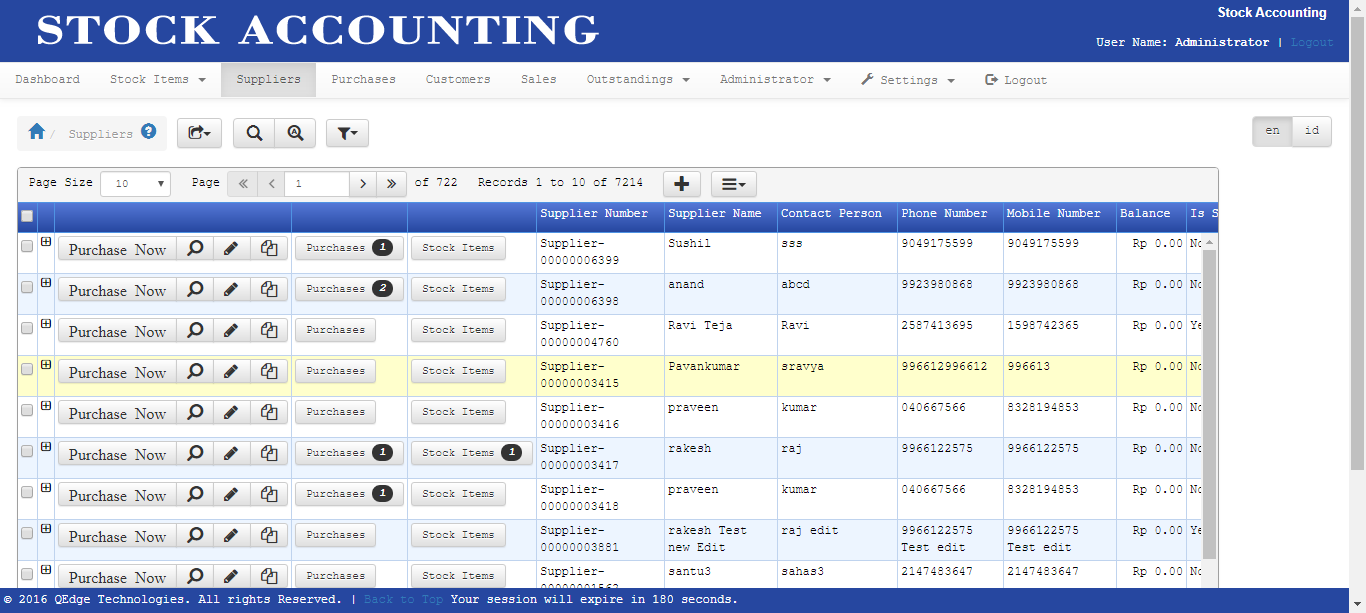 STOCK ACCOUNTING
Stock Accounting
User Name: Administrator | Logout
Dashboard Stock Items Suppliers Purchases Customers Sales Outstandings Administrator Settings Logout
/ Suppliers ?
en id
Page Size 10 Page « < 1 > » of 722 Records 1 to 10 of 7214
Supplier Number Supplier Name Contact Person Phone Number Mobile Number Balance Is S
Purchase Now Purchases 1 Stock Items Supplier- Sushil sss 9049175599 9049175599 Rp 0.00 No
00000006399
Purchase Now Purchases 2 Stock Items Supplier- anand abcd 9923980868 9923980868 Rp 0.00 No
00000006398
Purchase Now Purchases Stock Items Supplier- Ravi Teja Ravi 2587413695 1598742365 Rp 0.00 Ye
00000004760
Purchase Now Purchases Stock Items Supplier- Pavankumar sravya 996612996612 996613 Rp 0.00 No
00000003415
Purchase Now Purchases Stock Items Supplier- praveen kumar 040667566 8328194853 Rp 0.00 No
00000003416
Purchase Now Purchases 1 Stock Items 1 Supplier- rakesh raj 9966122575 9966122575 Rp 0.00 No
00000003417
Purchase Now Purchases 1 Stock Items Supplier- praveen kumar 040667566 8328194853 Rp 0.00 No
00000003418
Purchase Now Purchases Stock Items Supplier- rakesh Test raj edit 9966122575 9966122575 Rp 0.00 Ye
00000003881 new Edit Test edit Test edit
Purchase Now Purchases Stock Items Supplier- santu3 sahas3 2147483647 2147483647 Rp 0.00 No
© 2016 QEdge Technologies. All rights Reserved. | Back to Top Your session will expire in 180 seconds.